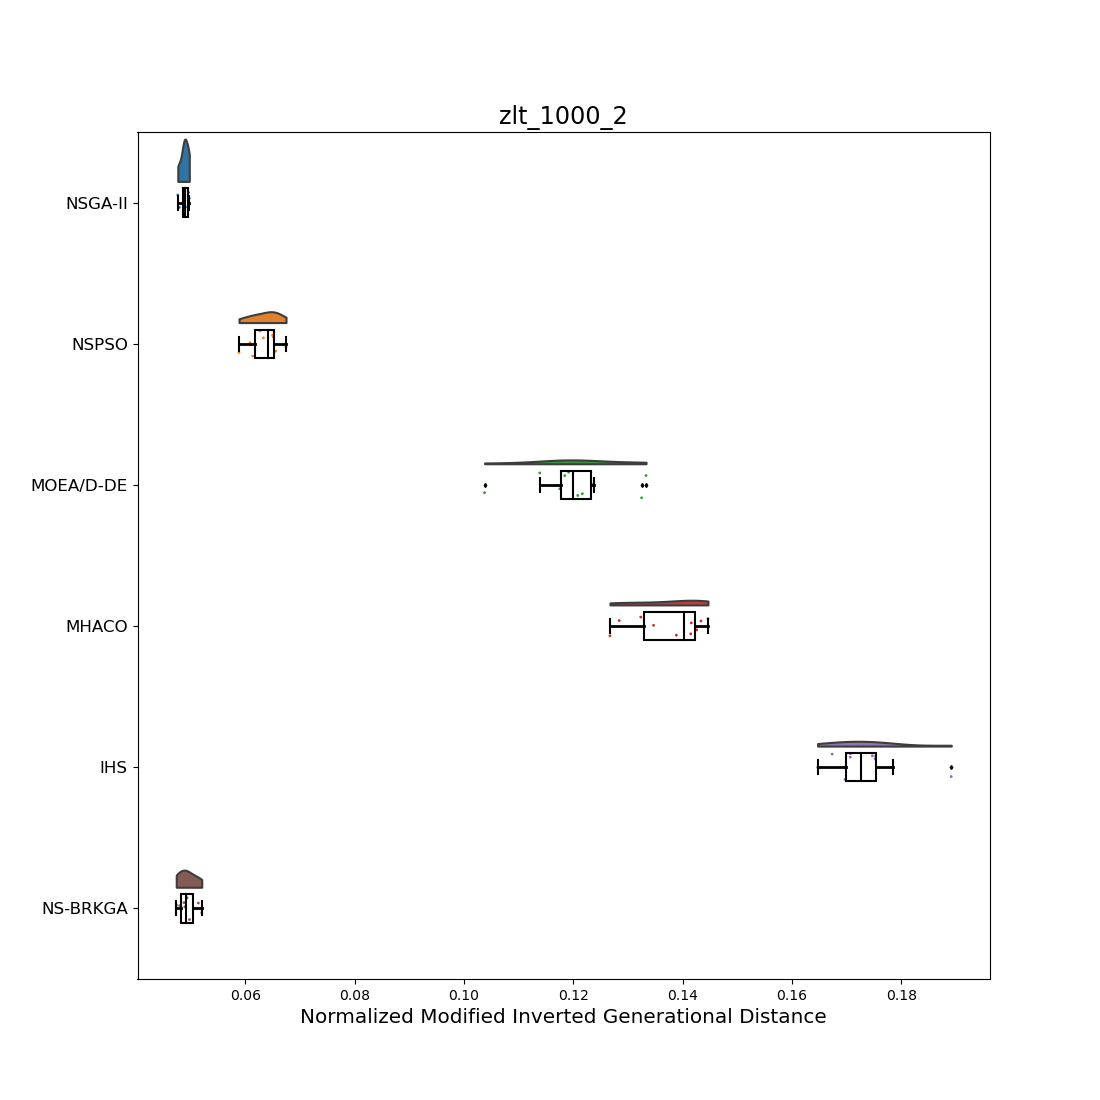 zlt_1000_2
NSGA-II
NSPSO
MOEA/D-DE
MHACO
IHS
NS-BRKGA
0.06 0.08 0.10 0.12 0.14 0.16 0.18
Normalized Modified Inverted Generational Distance